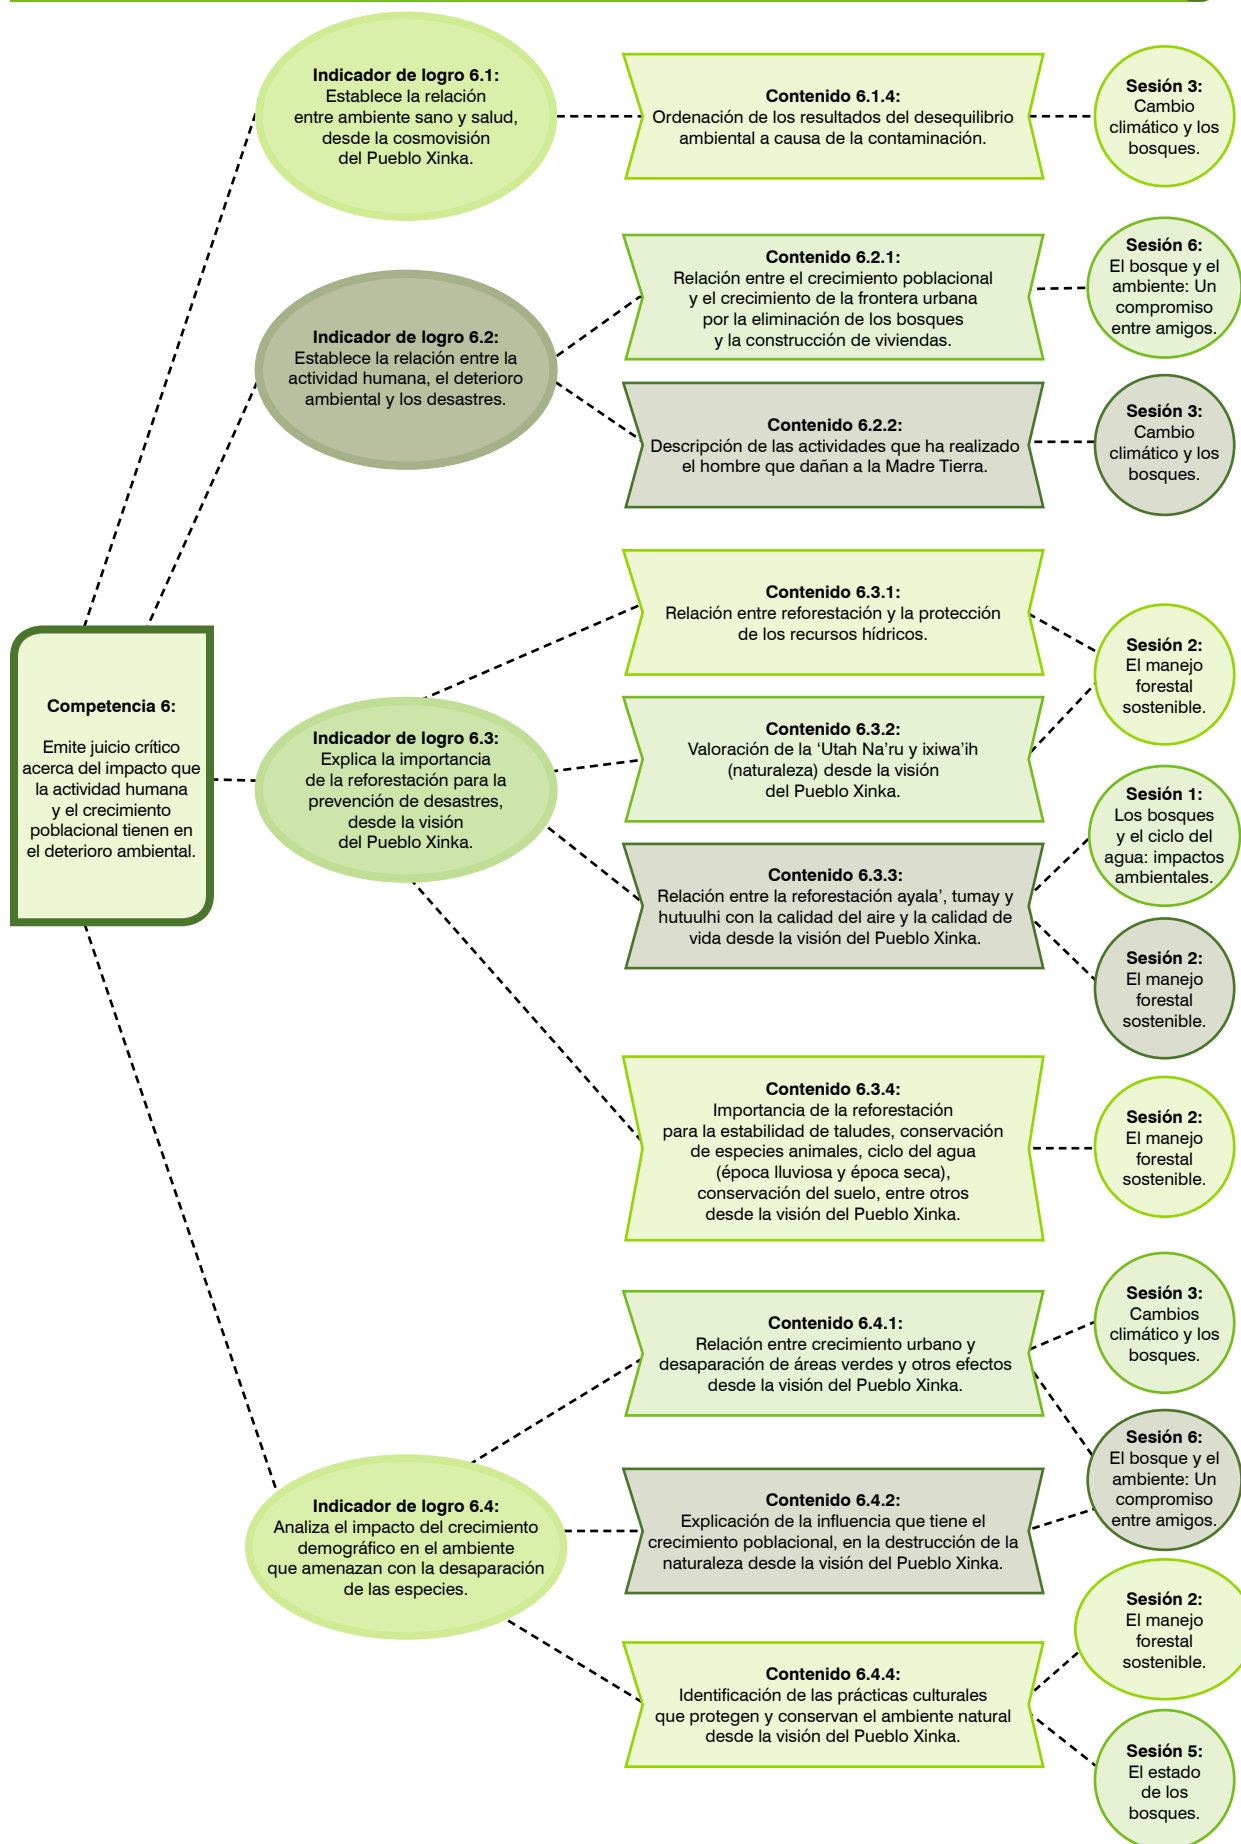 Competencia 6:
Emite juicio crítico
acerca del impacto que
la actividad humana
y el crecimiento
poblacional tienen en
el deterioro ambiental.
Indicador de logro 6.1:
Establece la relación
entre ambiente sano y salud,
desde la cosmovisión
del Pueblo Xinka.
Contenido 6.1.4:
Ordenación de los resultados del desequilibrio
ambiental a causa de la contaminación.
Sesión 3:
Cambio
climático y los
bosques.
Indicador de logro 6.2:
Establece la relación entre la
actividad humana, el deterioro
ambiental y los desastres.
Contenido 6.2.1:
Relación entre el crecimiento poblacional
y el crecimiento de la frontera urbana
por la eliminación de los bosques
y la construcción de viviendas.
Sesión 6:
El bosque y el
ambiente: Un
compromiso
entre amigos.
Contenido 6.2.2:
Descripción de las actividades que ha realizado
el hombre que dañan a la Madre Tierra.
Sesión 3:
Cambio
climático y los
bosques.
Indicador de logro 6.3:
Explica la importancia
de la reforestación para la
prevención de desastres,
desde la visión
del Pueblo Xinka.
Contenido 6.3.1:
Relación entre reforestación y la protección
de los recursos hídricos.
Contenido 6.3.2:
Valoración de la ‘Utah Na’ru y ixiwa’ih
(naturaleza) desde la visión
del Pueblo Xinka.
Sesión 2:
El manejo
forestal
sostenible.
Contenido 6.3.3:
Relación entre la reforestación ayala’, tumay y
hutuulhi con la calidad del aire y la calidad de
vida desde la visión del Pueblo Xinka.
Sesión 1:
Los bosques
y el ciclo del
agua: impactos
ambientales.
Sesión 2:
El manejo
forestal
sostenible.
Contenido 6.3.4:
Importancia de la reforestación
para la estabilidad de taludes, conservación
de especies animales, ciclo del agua
(época lluviosa y época seca),
conservación del suelo, entre otros
desde la visión del Pueblo Xinka.
Sesión 2:
El manejo
forestal
sostenible.
Indicador de logro 6.4:
Analiza el impacto del crecimiento
demográfico en el ambiente
que amenazan con la desaparación
de las especies.
Contenido 6.4.1:
Relación entre crecimiento urbano y
desaparación de áreas verdes y otros efectos
desde la visión del Pueblo Xinka.
Sesión 3:
Cambios
climático y los
bosques.
Contenido 6.4.2:
Explicación de la influencia que tiene el
crecimiento poblacional, en la destrucción de la
naturaleza desde la visión del Pueblo Xinka.
Sesión 6:
El bosque y el
ambiente: Un
compromiso
entre amigos.
Contenido 6.4.4:
Identificación de las prácticas culturales
que protegen y conservan el ambiente natural
desde la visión del Pueblo Xinka.
Sesión 2:
El manejo
forestal
sostenible.
Sesión 5:
El estado
de los
bosques.